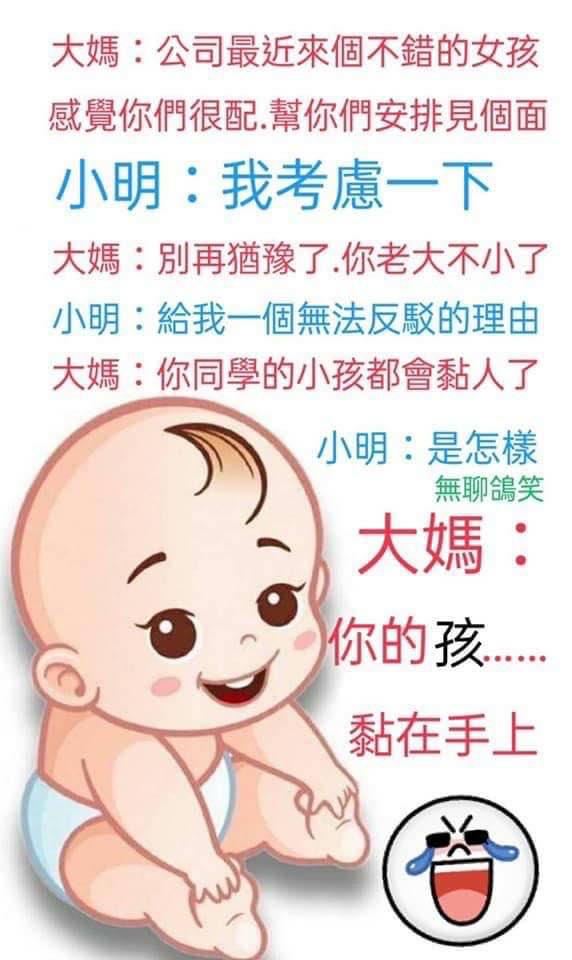 大媽：公司最近來個不錯的女孩
感覺你們很配.幫你們安排見個面
小明：我考慮一下
大媽：別再猶豫了.你老大不小了
小明：給我一個無法反駁的理由
大媽：你同學的小孩都會黏人了
小明：是怎樣
無聊鴿笑
大媽：
你的孩......
黏在手上